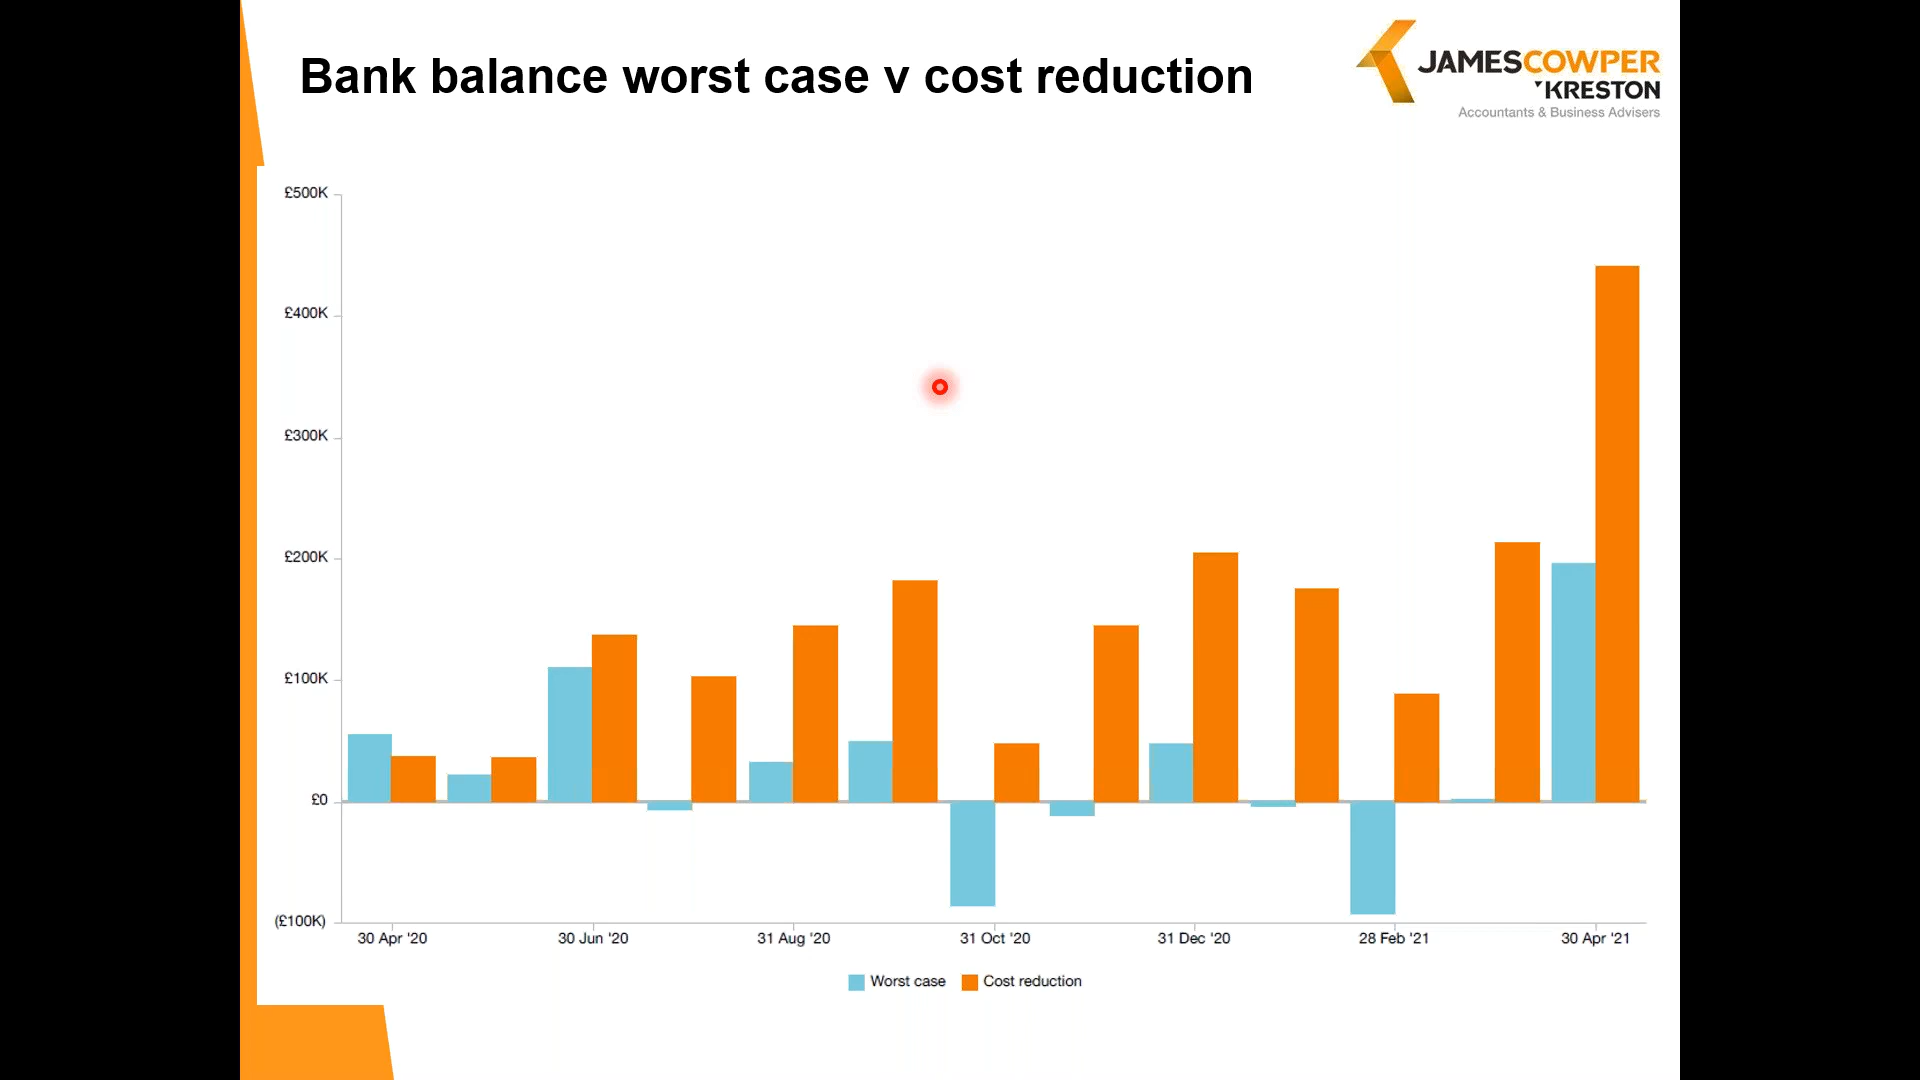 Bank balance worst case v cost reduction
JAMESCOWPER
KRESTON
Accountants & Business Advisers
£500K
£400K
£300K
£200K
£100K
£0
(£100K)
30 Apr '20
30 Jun '20
31 Aug '20
31 Oct '20
31 Dec '20
28 Feb '21
30 Apr '21
Worst case
Cost reduction